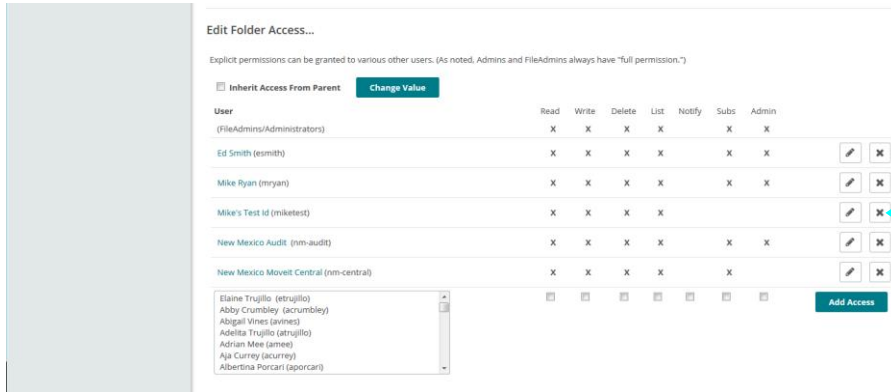 Edit Folder Access...
Explicit permissions can be granted to various other users. (As noted, Admins and FileAdmins always have "full permission.")
Inherit Access From Parent Change Value
User Read Write Delete List Notify Subs Admin
(FileAdmins/Administrators) X X X X X X
Ed Smith (esmith) X X X X X X
Mike Ryan (mryan) X X X X X X
Mike's Test Id (miketest) X X X X
New Mexico Audit (nm-audit) X X X X X X
New Mexico Moveit Central (nm-central) X X X X X
Elaine Trujillo (etrujillo)
Abby Crumbley (acrumbley)
Abigail Vines (avines)
Adelita Trujillo (atrujillo)
Adrian Mee (amee)
Aja Currey (acurrey)
Albertina Porcari (aporcari)
Add Access